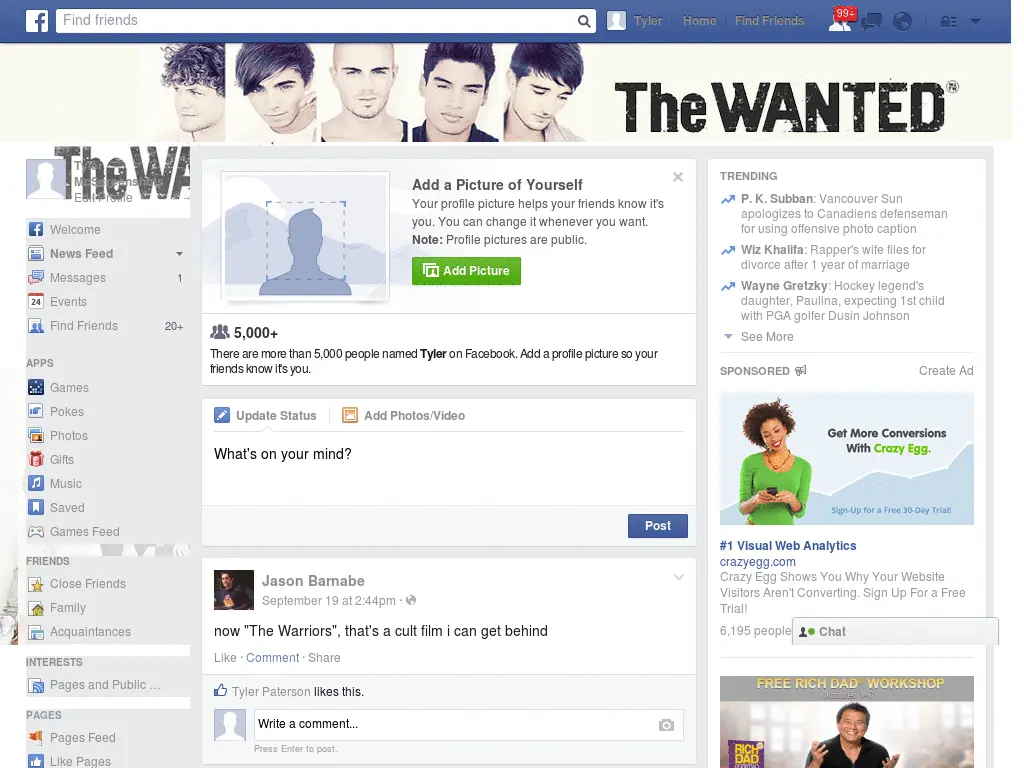 Find friends
Tyler
Home
Find Friends
99+
The WANTED
The WA
Tyler
Edit Profile
Welcome
News Feed
Messages 1
Events
24
Find Friends 20+
APPS
Games
Pokes
Photos
Gifts
Music
Saved
Games Feed
FRIENDS
Close Friends
Family
Acquaintances
INTERESTS
Pages and Public ...
PAGES
Pages Feed
Like Pages
Add a Picture of Yourself
Your profile picture helps your friends know it's
you. You can change it whenever you want.
Note: Profile pictures are public.
Add Picture
5,000+
There are more than 5,000 people named Tyler on Facebook. Add a profile picture so your
friends know it's you.
Update Status
Add Photos/Video
What's on your mind?
Post
Jason Barnabe
September 19 at 2:44pm ·
now "The Warriors", that's a cult film i can get behind
Like · Comment · Share
Tyler Paterson likes this.
Write a comment...
Press Enter to post.
TRENDING
P. K. Subban: Vancouver Sun
apologizes to Canadiens defenseman
for using offensive photo caption
Wiz Khalifa: Rapper's wife files for
divorce after 1 year of marriage
Wayne Gretzky: Hockey legend's
daughter, Paulina, expecting 1st child
with PGA golfer Dusin Johnson
See More
SPONSORED
Create Ad
Get More Conversions
With Crazy Egg.
Sign-Up for a Free 30-Day Trial!
#1 Visual Web Analytics
crazyegg.com
Crazy Egg Shows You Why Your Website
Visitors Aren't Converting. Sign Up For a Free
Trial!
6,195 people
Chat
FREE RICH DAD® WORKSHOP
October 1-6
RICH
DAD